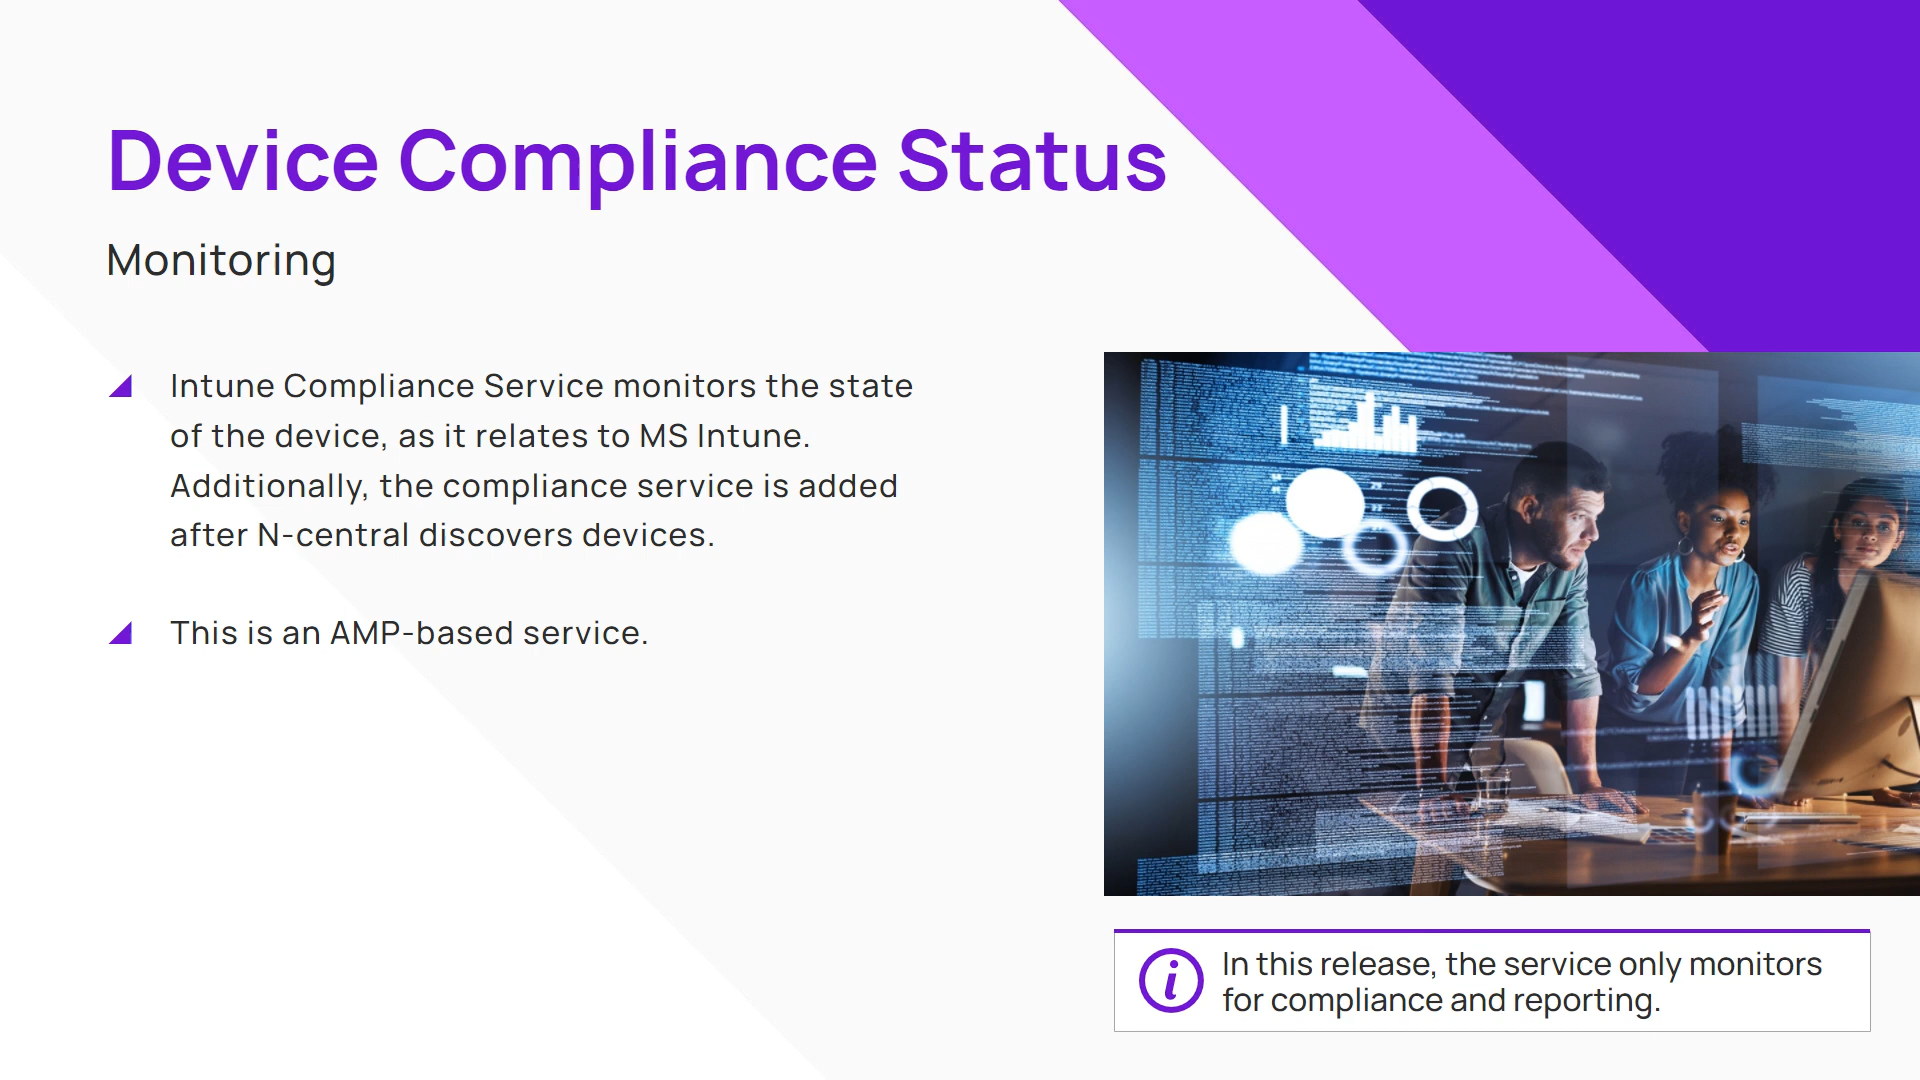 Device Compliance Status
Monitoring
Intune Compliance Service monitors the state
of the device, as it relates to MS Intune.
Additionally, the compliance service is added
after N-central discovers devices.
This is an AMP-based service.
In this release, the service only monitors
for compliance and reporting.